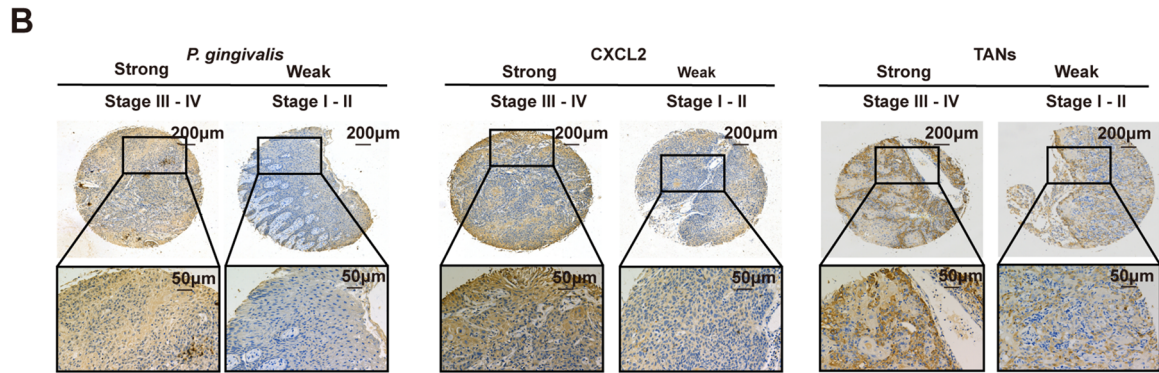 B
P. gingivalis CXCL2 TANs
Strong Weak Strong Weak Strong Weak
Stage III - IV Stage I - II Stage III - IV Stage I - II Stage III - IV Stage I - II
200μm 200μm 200μm 200μm 200μm 200μm
50μm 50μm 50μm 50μm 50μm 50μm